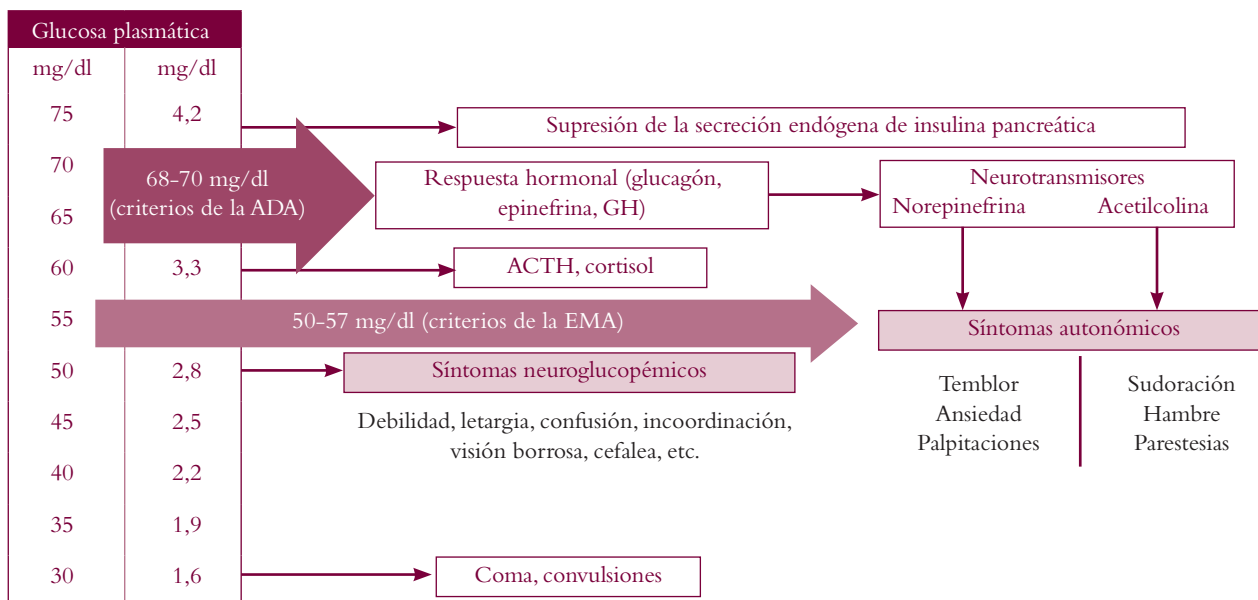 Glucosa plasmática
mg/dl mg/dl
75 4,2
Supresión de la secreción endógena de insulina pancreática
70
68-70 mg/dl
(criterios de la ADA)
Respuesta hormonal (glucagón,
epinefrina, GH)
Neurotransmisores
Norepinefrina Acetilcolina
65
60 3,3
ACTH, cortisol
55
50-57 mg/dl (criterios de la EMA)
Síntomas autonómicos
50 2,8
Síntomas neuroglucopémicos
Temblor Sudoración
Ansiedad Hambre
Palpitaciones Parestesias
45 2,5
Debilidad, letargia, confusión, incoordinación,
visión borrosa, cefalea, etc.
40 2,2
35 1,9
30 1,6
Coma, convulsiones